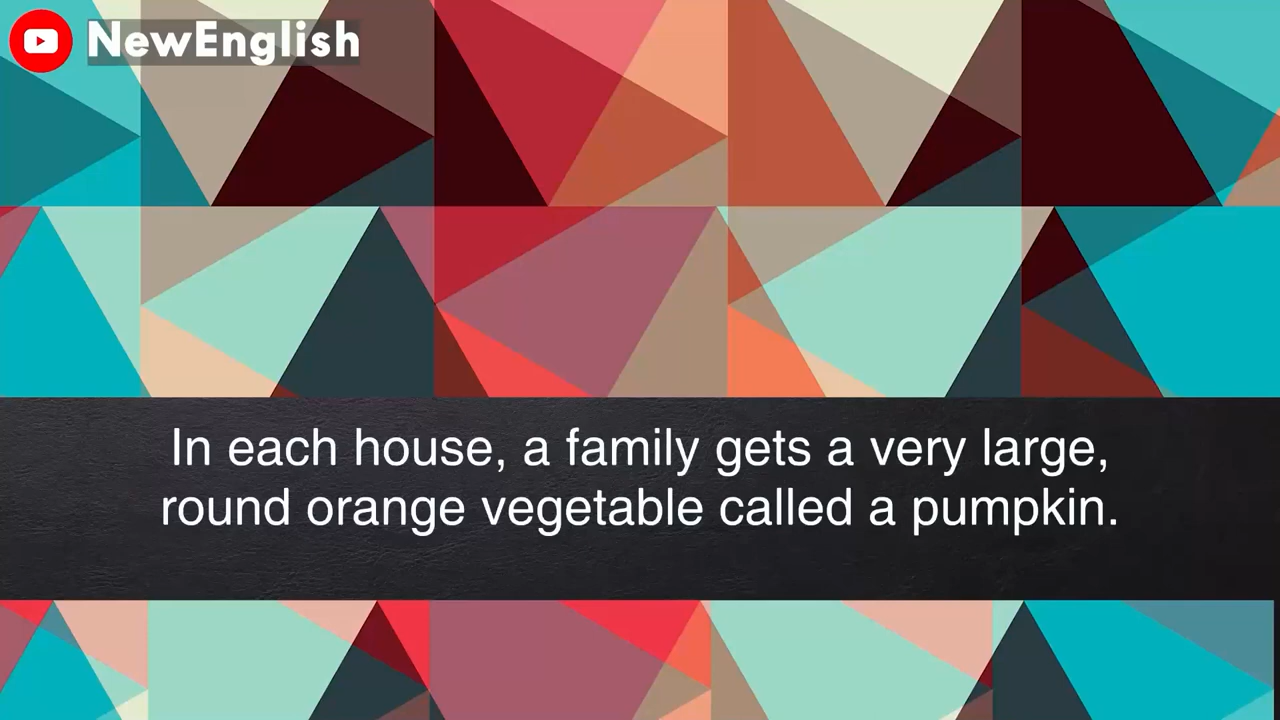 NewEnglish
In each house, a family gets a very large,
round orange vegetable called a pumpkin.